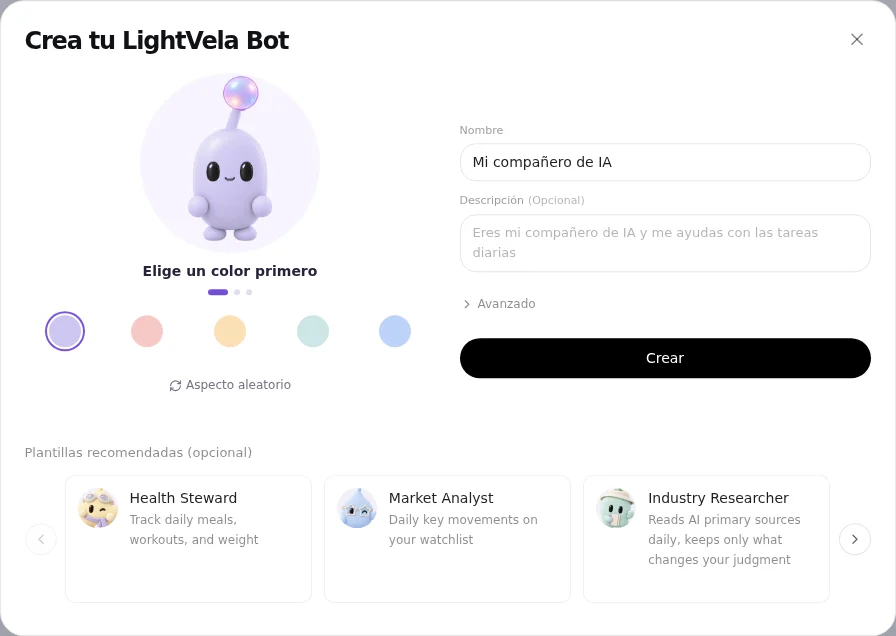 Crea tu LightVela Bot
Elige un color primero
Aspecto aleatorio
Nombre
Mi compañero de IA
Descripción (Opcional)
Eres mi compañero de IA y me ayudas con las tareas
diarias
Avanzado
Crear
Plantillas recomendadas (opcional)
Health Steward
Track daily meals,
workouts, and weight
Market Analyst
Daily key movements on
your watchlist
Industry Researcher
Reads AI primary sources
daily, keeps only what
changes your judgment